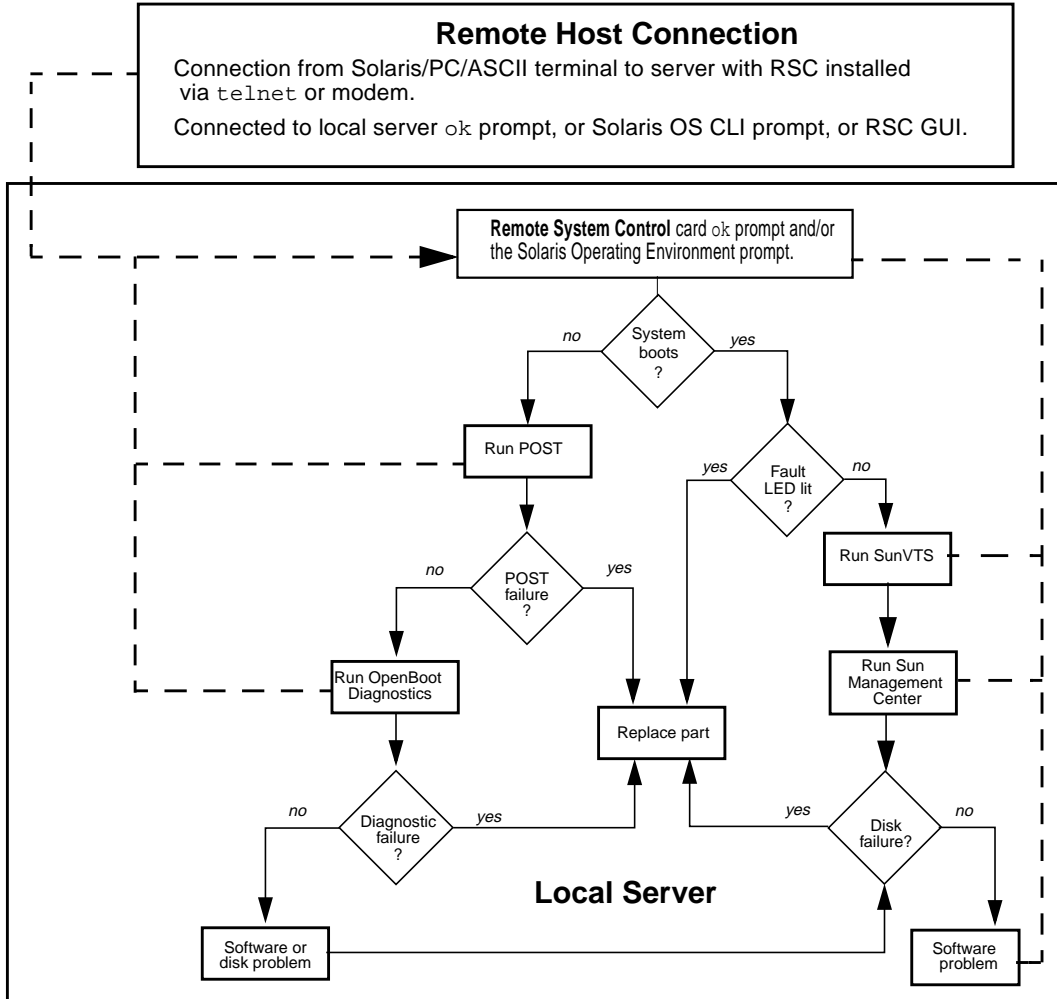 Remote Host Connection
Connection from Solaris/PC/ASCII terminal to server with RSC installed
via telnet or modem.
Connected to local server ok prompt, or Solaris OS CLI prompt, or RSC GUI.
Remote System Control card ok prompt and/or
the Solaris Operating Environment prompt.
System
boots
?
no
yes
Run POST
Fault
LED lit
?
yes
no
Run SunVTS
POST
failure
?
no
yes
Run OpenBoot
Diagnostics
Run Sun
Management
Center
Replace part
Diagnostic
failure
?
no
yes
Disk
failure?
yes
no
Local Server
Software or
disk problem
Software
problem